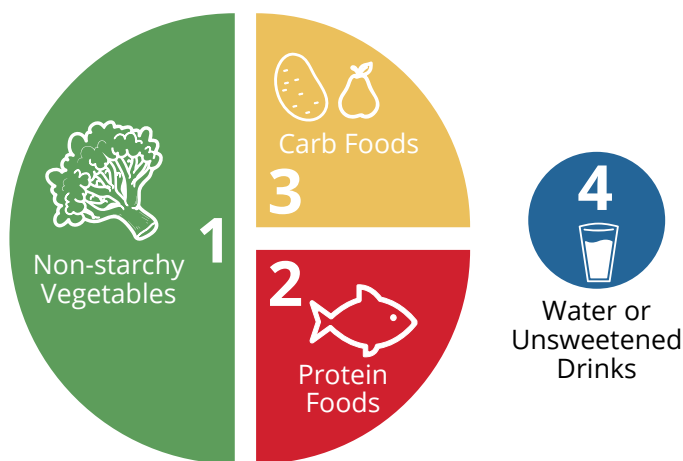 1
Non-starchy
Vegetables
2
Protein
Foods
Carb Foods
3
4
Water or
Unsweetened
Drinks